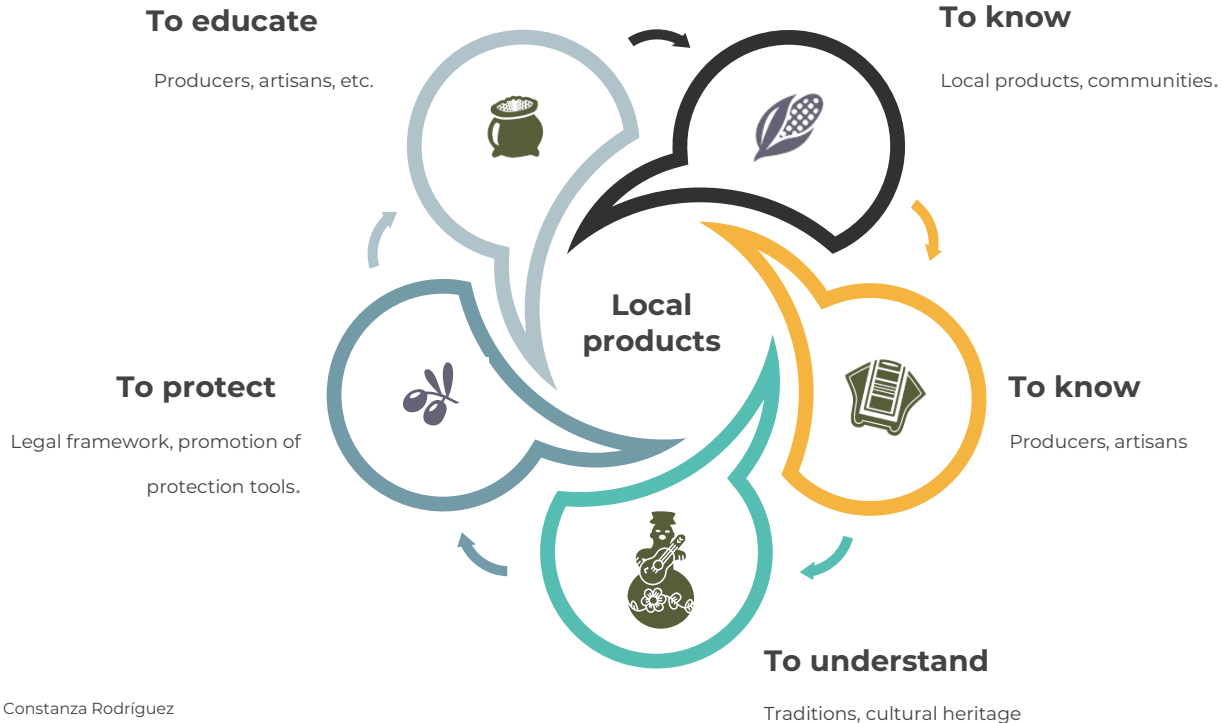 To educate
Producers, artisans, etc.
To know
Local products, communities.
Local
products
To protect
Legal framework, promotion of
protection tools.
To know
Producers, artisans
To understand
Traditions, cultural heritage
Constanza Rodríguez